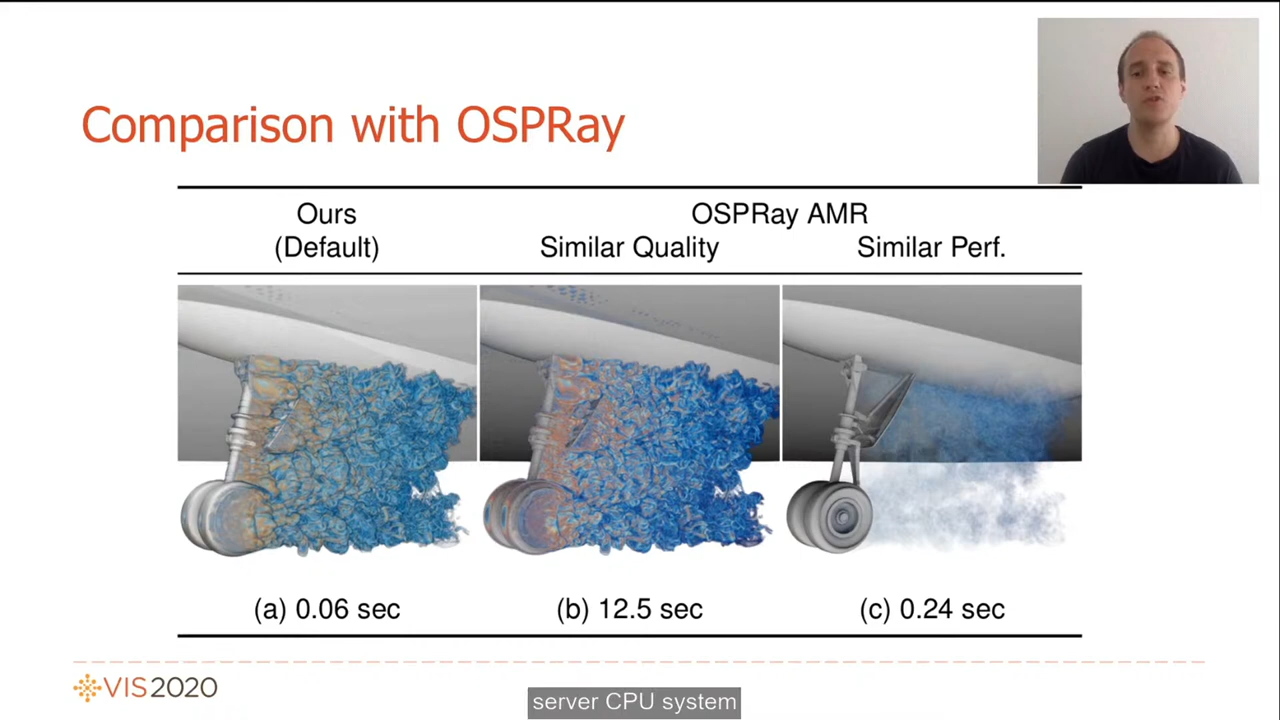 Comparison with OSPRay
Ours
(Default)
OSPRay AMR
Similar Quality
Similar Perf.
(a) 0.06 sec
(b) 12.5 sec
(c) 0.24 sec
VIS2020
server CPU system